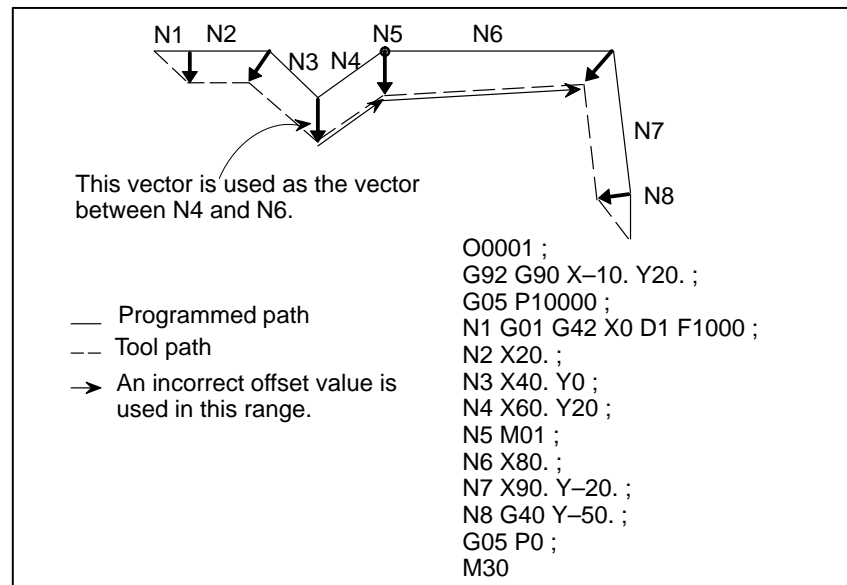 N1 N2 N3 N4 N5 N6
N7
N8
This vector is used as the vector
between N4 and N6.
Programmed path
Tool path
An incorrect offset value is
used in this range.
O0001 ;
G92 G90 X–10. Y20. ;
G05 P10000 ;
N1 G01 G42 X0 D1 F1000 ;
N2 X20. ;
N3 X40. Y0 ;
N4 X60. Y20 ;
N5 M01 ;
N6 X80. ;
N7 X90. Y–20. ;
N8 G40 Y–50. ;
G05 P0 ;
M30